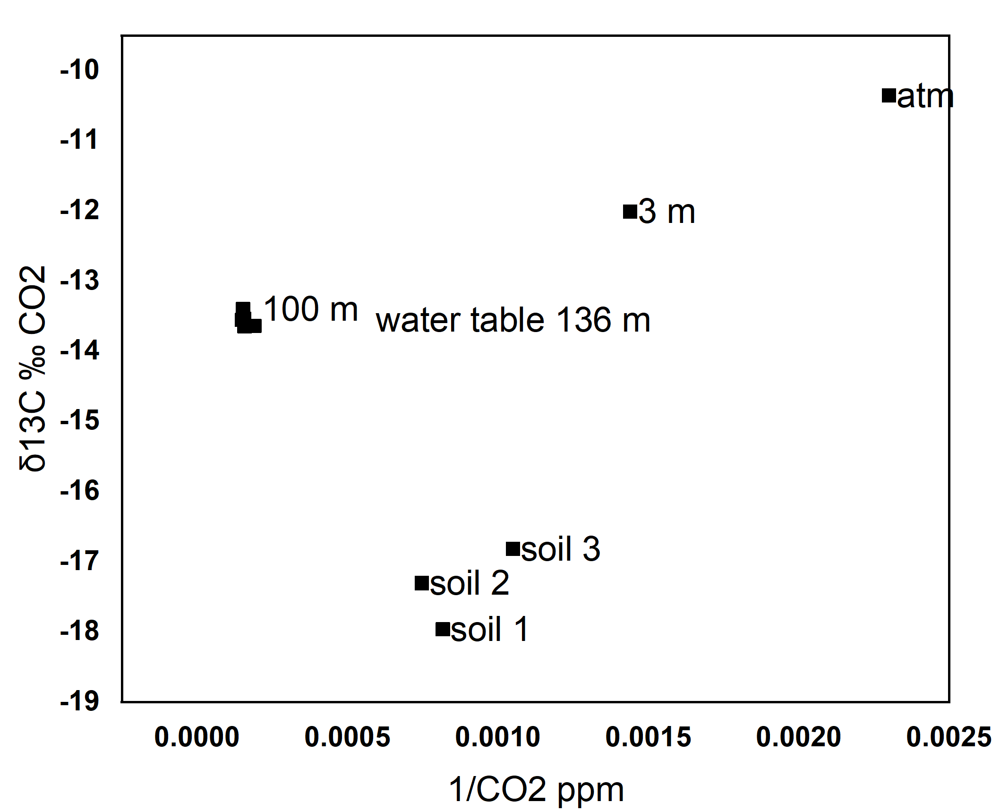 -10
atm
-11
-12
3 m
-13
100 m
water table 136 m
-14
-15
-16
-17
soil 3
soil 2
-18
soil 1
-19
δ13C ‰ CO2
0.0000 0.0005 0.0010 0.0015 0.0020 0.0025
1/CO2 ppm